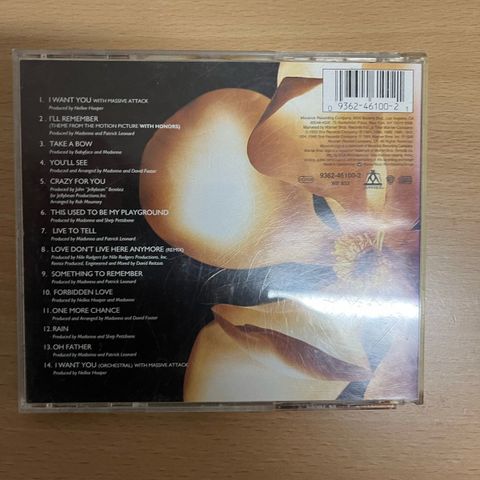 1. I WANT YOU WITH MASSIVE ATTACK
Produced by Nellee Hooper
2. I'LL REMEMBER
(THEME FROM THE MOTION PICTURE WITH HONORS)
Produced by Madonna and Patrick Leonard
3. TAKE A BOW
Produced by Babyface and Madonna
4. YOU'LL SEE
Produced and Arranged by Madonna and David Foster
5. CRAZY FOR YOU
Produced by John "Jellybean" Benitez
for Jellybean Productions, Inc.
Arranged by Rob Mounsey
6. THIS USED TO BE MY PLAYGROUND
Produced by Madonna and Shep Pettibone
7. LIVE TO TELL
Produced by Madonna and Patrick Leonard
8. LOVE DON'T LIVE HERE ANYMORE (REMIX)
Produced by Nile Rodgers for Nile Rodgers Productions, Inc.
Remix Produced, Engineered and Mixed by David Reitzas
9. SOMETHING TO REMEMBER
Produced by Madonna and Patrick Leonard
10. FORBIDDEN LOVE
Produced by Nellee Hooper and Madonna
11. ONE MORE CHANCE
Produced and Arranged by Madonna and David Foster
12. RAIN
Produced by Madonna and Shep Pettibone
13. OH FATHER
Produced by Madonna and Patrick Leonard
14. I WANT YOU (ORCHESTRAL) WITH MASSIVE ATTACK
Produced by Nellee Hooper
0 9362-46100-2 1
9362-46100-2